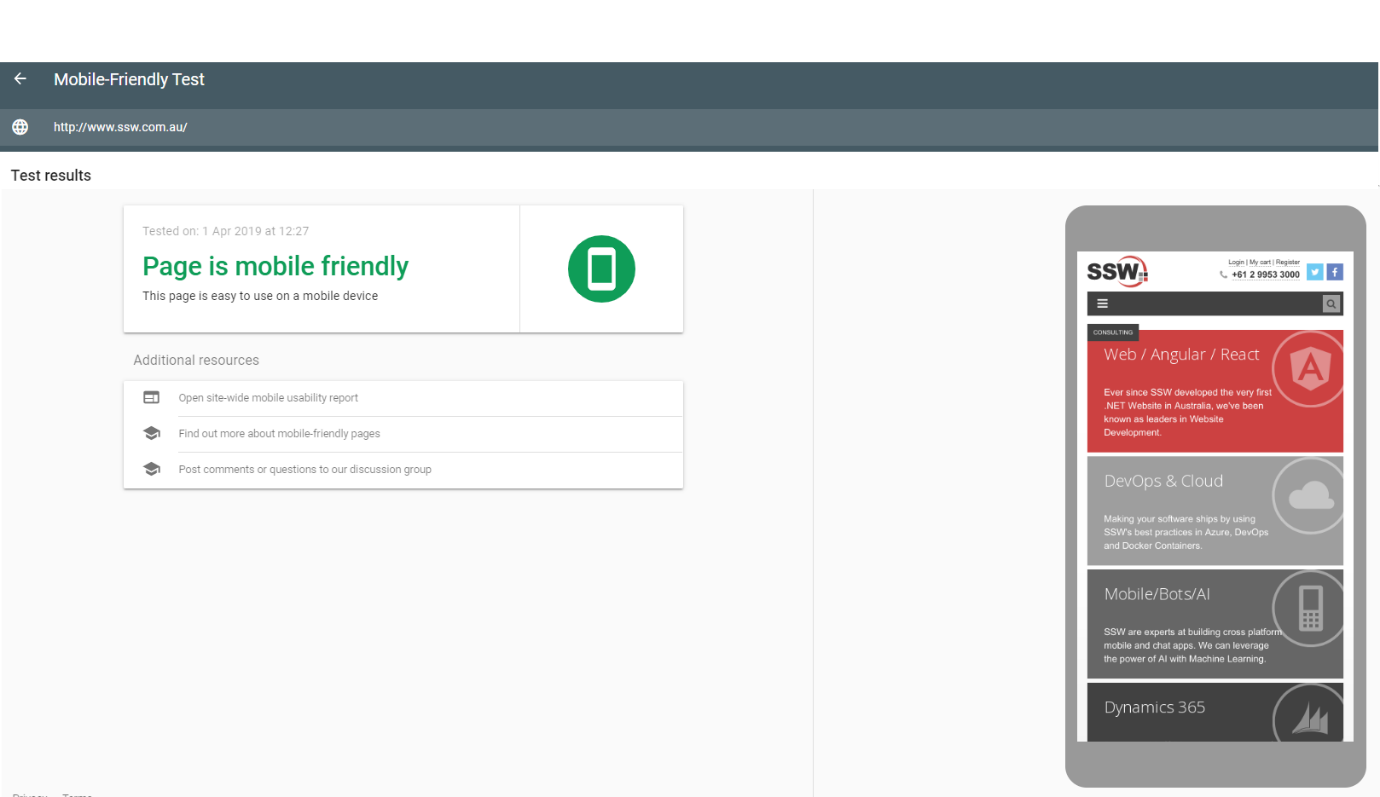 Mobile-Friendly Test
http://www.ssw.com.au/
Test results
Tested on: 1 Apr 2019 at 12:27
Page is mobile friendly
This page is easy to use on a mobile device
Additional resources
Open site-wide mobile usability report
Find out more about mobile-friendly pages
Post comments or questions to our discussion group
SSW
Login | My cart | Register
+61 2 9953 3000
CONSULTING
Web / Angular / React
Ever since SSW developed the very first
.NET Website in Australia, we've been
known as leaders in Website
Development.
DevOps & Cloud
Making your software ships by using
SSW's best practices in Azure, DevOps
and Docker Containers.
Mobile/Bots/AI
SSW are experts at building cross platform
mobile and chat apps. We can leverage
the power of AI with Machine Learning.
Dynamics 365
Privacy Terms